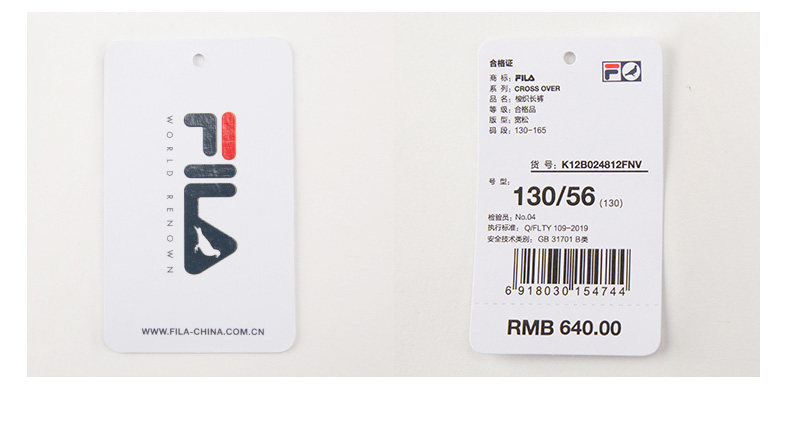 FILA
WORLD RENOWN
WWW.FILA-CHINA.COM.CN
合格证
商 标: FILA
系 列: CROSS OVER
品 名: 梭织长裤
等 级: 合格品
版 型: 宽松
码 段: 130-165
货 号: K12B024812FNV
号 型:
130/56 (130)
检验员: No.04
执行标准: Q/FLTY 109-2019
安全技术类别: GB 31701 B类
6 918030 154744
RMB 640.00